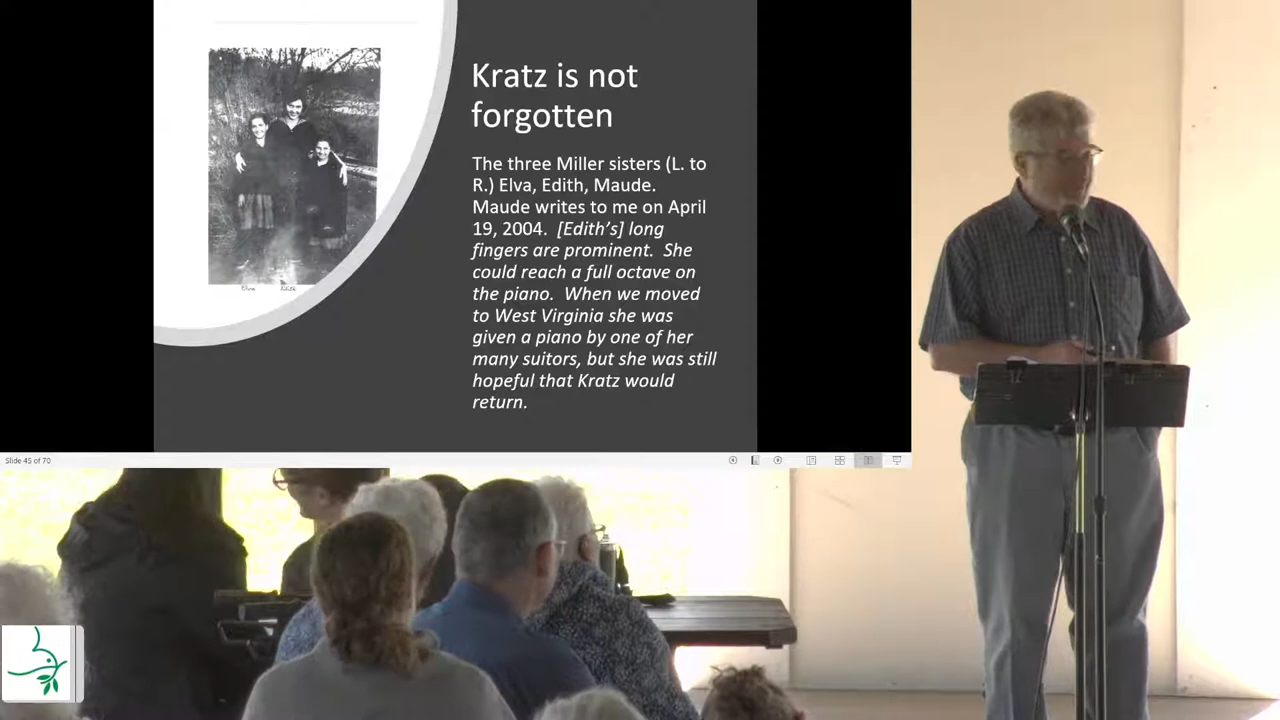 Kratz is not
forgotten
The three Miller sisters (L. to
R.) Elva, Edith, Maude.
Maude writes to me on April
19, 2004.  [Edith’s] long
fingers are prominent.  She
could reach a full octave on
the piano.  When we moved
to West Virginia she was
given a piano by one of her
many suitors, but she was still
hopeful that Kratz would
return.
Elva Edith
Slide 45 of 70